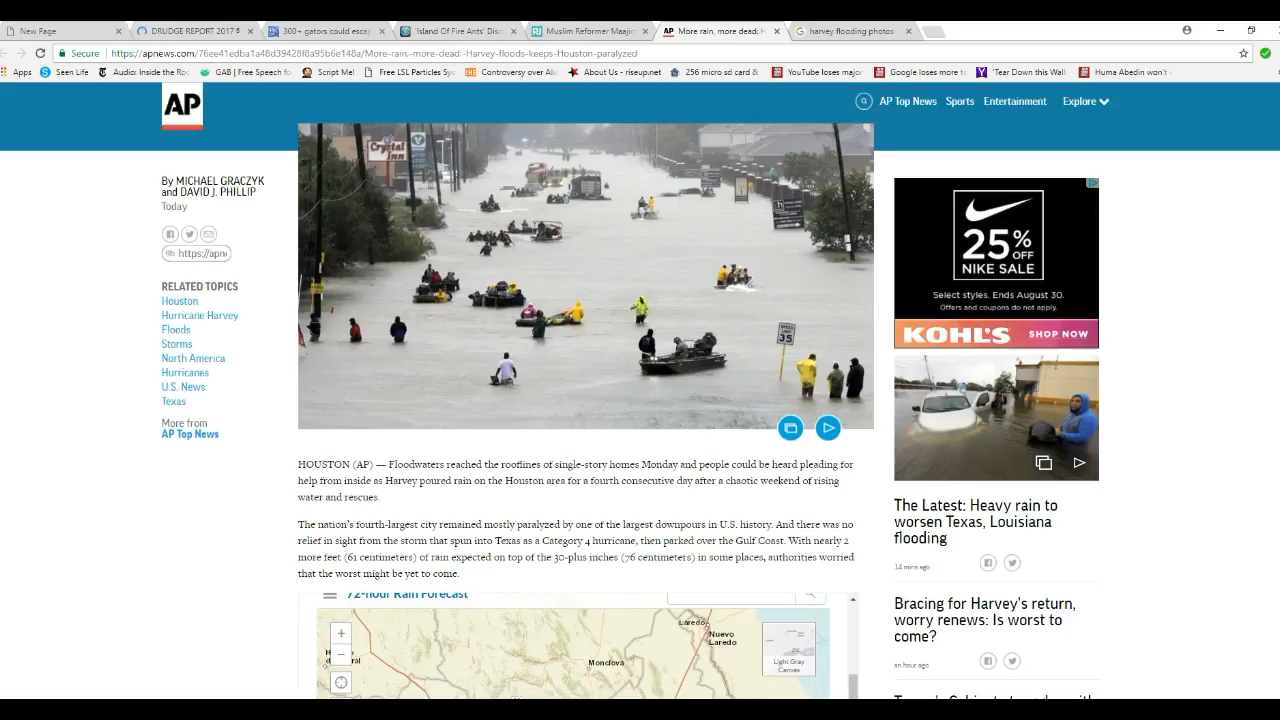 New Page
DRUDGE REPORT 2017®
300+ gators could escap
'Island Of Fire Ants' Disc
Muslim Reformer Maajid
More rain, more dead: H
harvey flooding photos
Secure
https://apnews.com/76ee41edba1a48d39428f8a95b6e148a/More-rain,-more-dead:-Harvey-floods-keeps-Houston-paralyzed
Apps
Seen Life
Audio: Inside the Ro
GAB | Free Speech fo
Script Me!
Free LSL Particles Sys
Controversy over Alic
About Us - riseup.net
256 micro sd card &
YouTube loses major
Google loses more t
'Tear Down this Wall
Huma Abedin won't
AP
AP Top News
Sports
Entertainment
Explore
By MICHAEL GRACZYK
and DAVID J. PHILLIP
Today
https://apne
RELATED TOPICS
Houston
Hurricane Harvey
Floods
Storms
North America
Hurricanes
U.S. News
Texas
More from
AP Top News
Crystal
Inn
SPEED
LIMIT
35
HOUSTON (AP) — Floodwaters reached the rooflines of single-story homes Monday and people could be heard pleading for
help from inside as Harvey poured rain on the Houston area for a fourth consecutive day after a chaotic weekend of rising
water and rescues.
The nation's fourth-largest city remained mostly paralyzed by one of the largest downpours in U.S. history. And there was no
relief in sight from the storm that spun into Texas as a Category 4 hurricane, then parked over the Gulf Coast. With nearly 2
more feet (61 centimeters) of rain expected on top of the 30-plus inches (76 centimeters) in some places, authorities worried
that the worst might be yet to come.
72-hour Rain Forecast
+
−
Laredo
Nuevo
Laredo
Monclova
Light Gray
Canvas
25%
OFF
NIKE SALE
Select styles. Ends August 30.
Offers and coupons do not apply.
KOHL'S
SHOP NOW
The Latest: Heavy rain to
worsen Texas, Louisiana
flooding
14 mins ago
Bracing for Harvey's return,
worry renews: Is worst to
come?
an hour ago